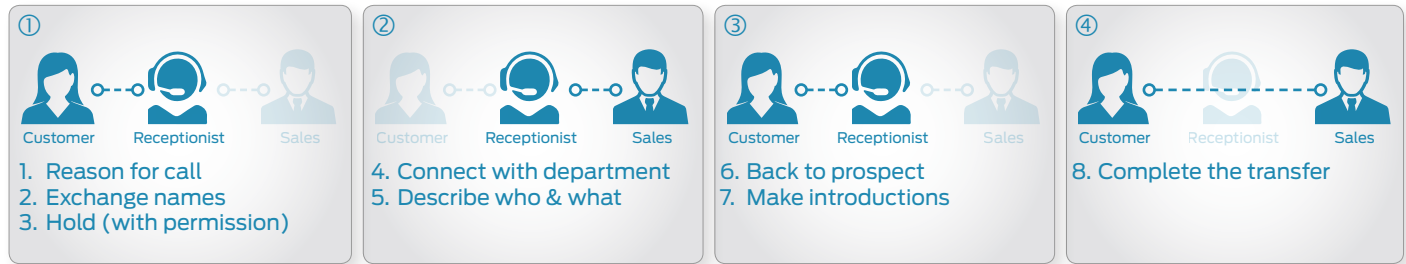 ①
Customer Receptionist Sales
1. Reason for call
2. Exchange names
3. Hold (with permission)
②
Customer Receptionist Sales
4. Connect with department
5. Describe who & what
③
Customer Receptionist Sales
6. Back to prospect
7. Make introductions
④
Customer Receptionist Sales
8. Complete the transfer